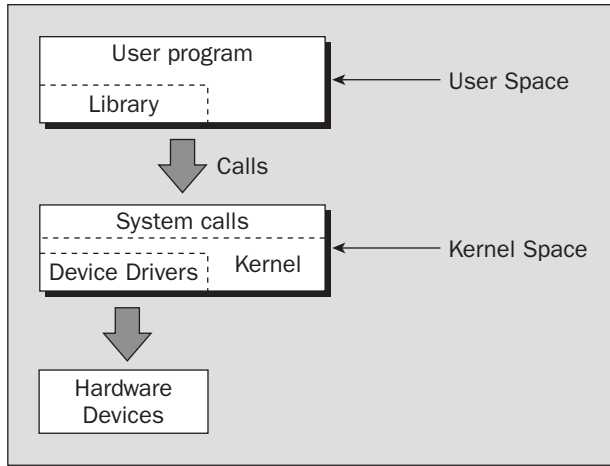 User program
Library
User Space
Calls
System calls
Device Drivers
Kernel
Kernel Space
Hardware
Devices